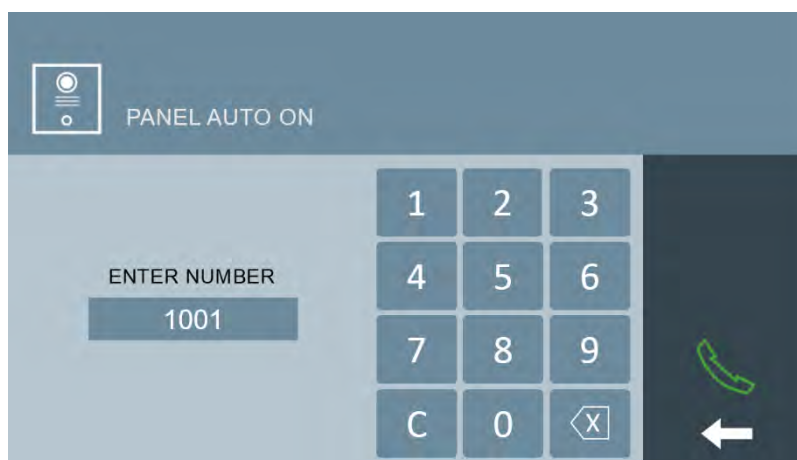 PANEL AUTO ON
1 2 3
ENTER NUMBER
4 5 6
1001
7 8 9
C 0 X